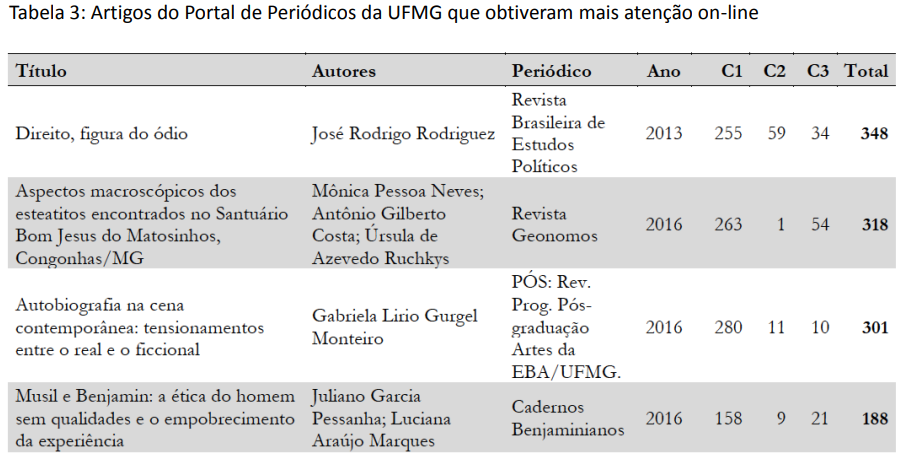 Tabela 3: Artigos do Portal de Periódicos da UFMG que obtiveram mais atenção on-line
Título Autores Periódico Ano C1 C2 C3 Total
Direito, figura do ódio José Rodrigo Rodriguez Revista Brasileira de Estudos Políticos 2013 255 59 34 348
Aspectos macroscópicos dos esteatitos encontrados no Santuário Bom Jesus do Matosinhos, Congonhas/MG Mônica Pessoa Neves; Antônio Gilberto Costa; Úrsula de Azevedo Ruchkys Revista Geonomos 2016 263 1 54 318
Autobiografia na cena contemporânea: tensionamentos entre o real e o ficcional Gabriela Lirio Gurgel Monteiro PÓS: Rev. Prog. Pós-graduação Artes da EBA/UFMG. 2016 280 11 10 301
Musil e Benjamin: a ética do homem sem qualidades e o empobrecimento da experiência Juliano Garcia Pessanha; Luciana Araújo Marques Cadernos Benjaminianos 2016 158 9 21 188